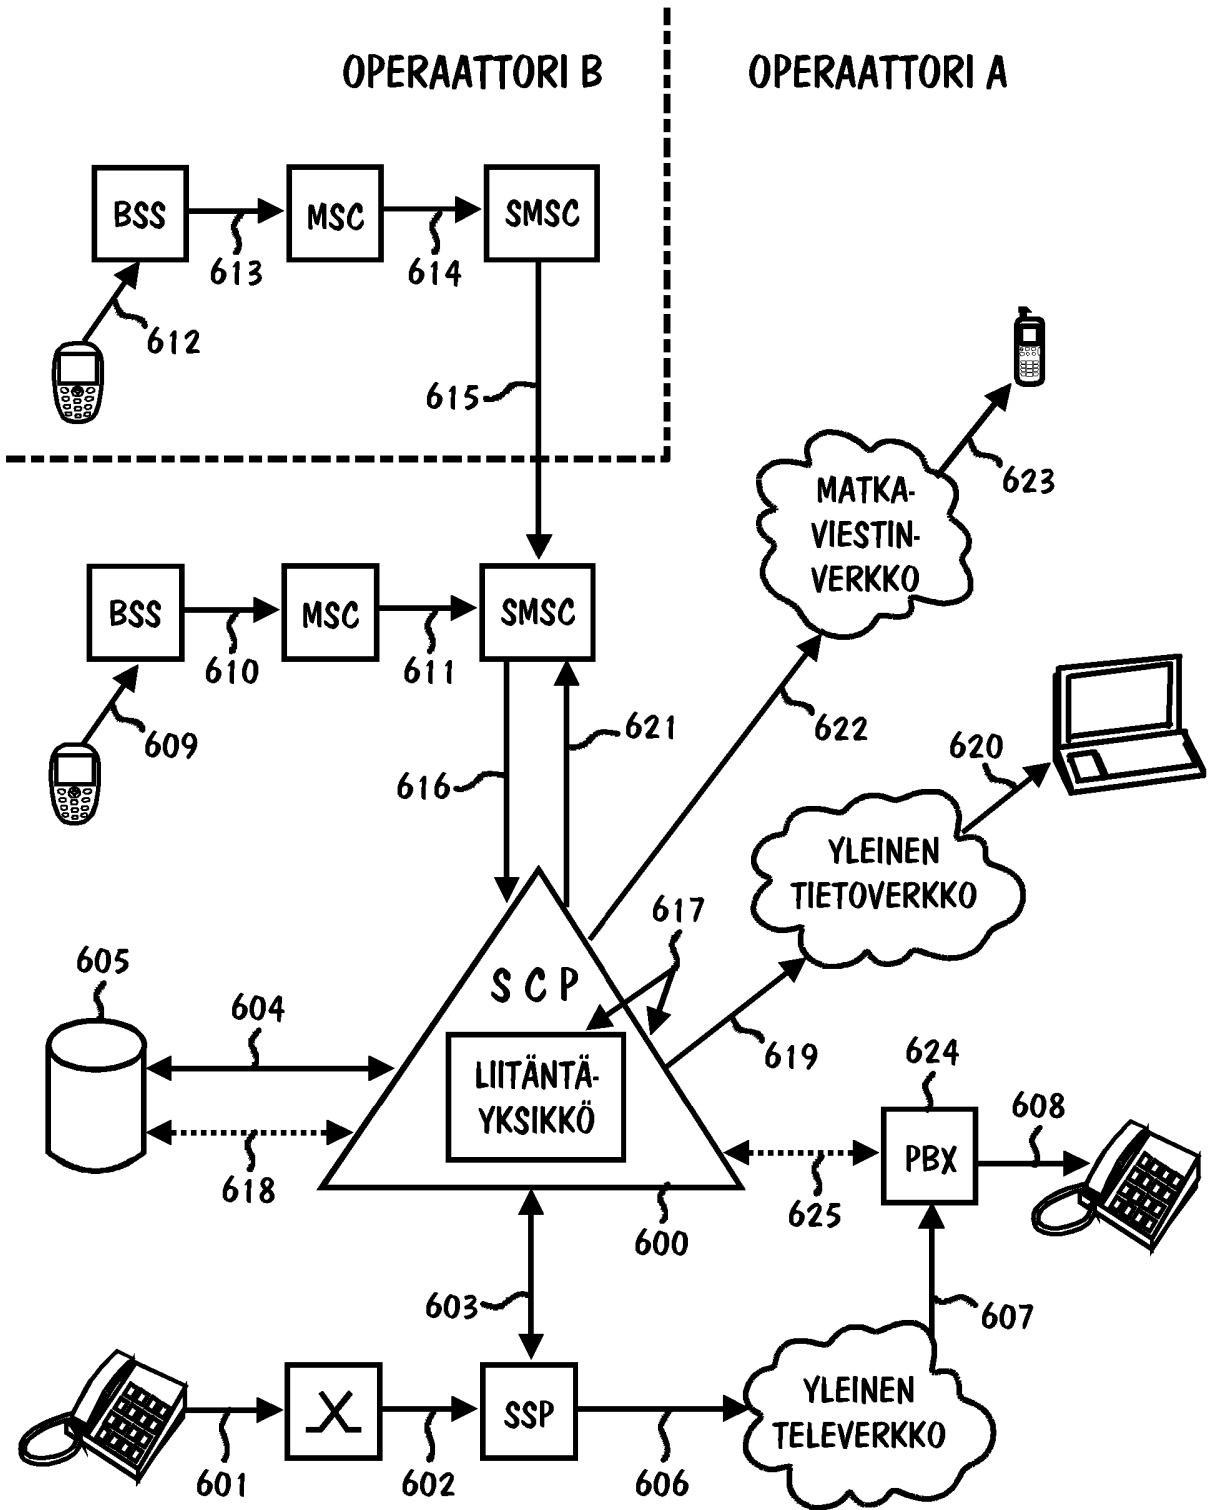 OPERAATTORI B
OPERAATTORI A
BSS
MSC
SMSC
613
614
612
615
623
MATKA-
VIESTIN-
VERKKO
BSS
MSC
SMSC
610
611
609
621
622
620
616
YLEINEN
TIETOVERKKO
617
605
604
SCP
619
624
LIITÄNTÄ-
YKSIKKÖ
608
PBX
618
625
600
603
607
YLEINEN
TELEVERKKO
SSP
601
602
606